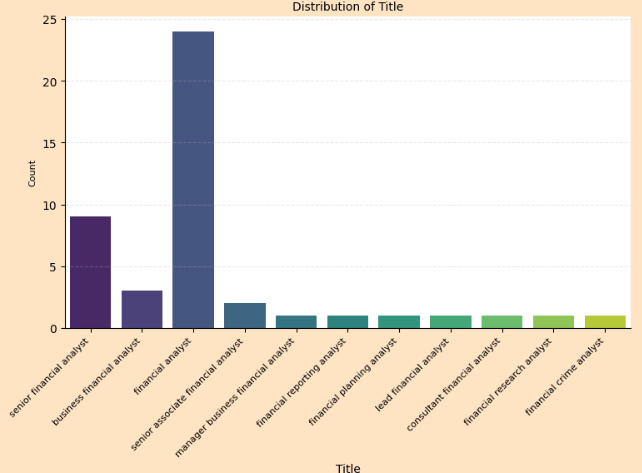 Distribution of Title
Count
25
20
15
10
5
0
senior financial analyst
business financial analyst
financial analyst
senior associate financial analyst
manager business financial analyst
financial reporting analyst
financial planning analyst
lead financial analyst
consultant financial analyst
financial research analyst
financial crime analyst
Title